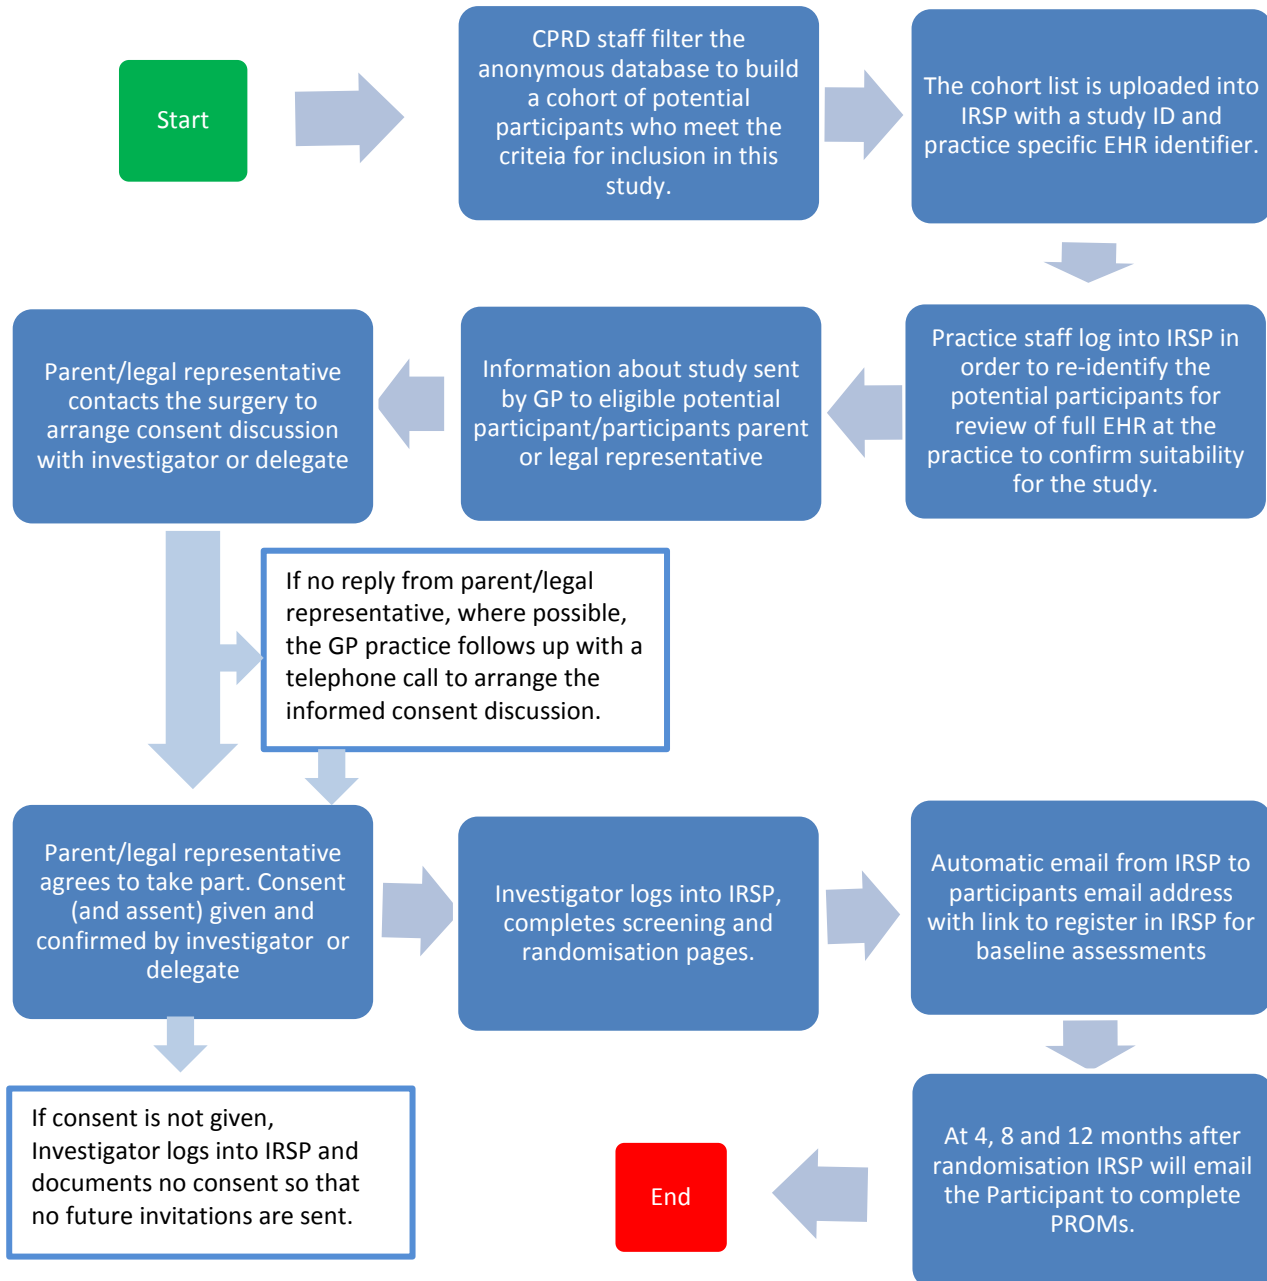 Start
CPRD staff filter the
anonymous database to build
a cohort of potential
participants who meet the
criteia for inclusion in this
study.
The cohort list is uploaded into
IRSP with a study ID and
practice specific EHR identifier.
Practice staff log into IRSP in
order to re-identify the
potential participants for
review of full EHR at the
practice to confirm suitability
for the study.
Information about study sent
by GP to eligible potential
participant/participants parent
or legal representative
Parent/legal representative
contacts the surgery to
arrange consent discussion
with investigator or delegate
If no reply from parent/legal
representative, where possible,
the GP practice follows up with a
telephone call to arrange the
informed consent discussion.
Parent/legal representative
agrees to take part. Consent
(and assent) given and
confirmed by investigator or
delegate
Investigator logs into IRSP,
completes screening and
randomisation pages.
Automatic email from IRSP to
participants email address
with link to register in IRSP for
baseline assessments
If consent is not given,
Investigator logs into IRSP and
documents no consent so that
no future invitations are sent.
At 4, 8 and 12 months after
randomisation IRSP will email
the Participant to complete
PROMs.
End